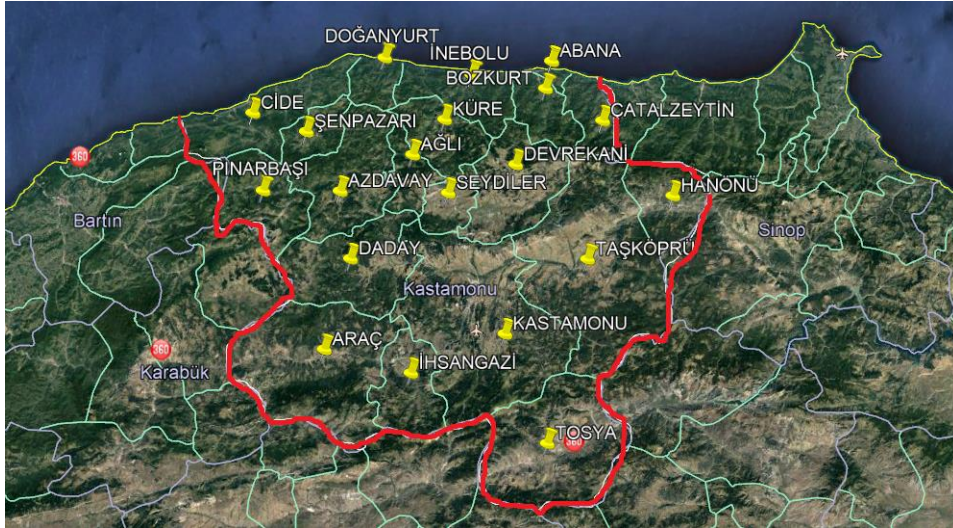 DOĞANYURT
İNEBOLU
ABANA
BOZKURT
CİDE
ŞENPAZARI
KÜRE
ÇATALZEYTİN
360
AĞLI
DEVREKANİ
PINARBAŞI
AZDAVAY
SEYDİLER
HANÖNÜ
Bartın
Sinop
DADAY
TAŞKÖPRÜ
Kastamonu
KASTAMONU
ARAÇ
360
Karabük
İHSANGAZİ
TOSYA
360